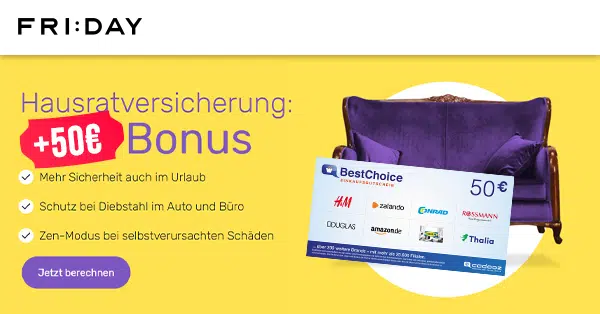 FRI:DAY
Hausratversicherung:
+50€ Bonus
Mehr Sicherheit auch im Urlaub
Schutz bei Diebstahl im Auto und Büro
Zen-Modus bei selbstverursachten Schäden
Jetzt berechnen
BestChoice
EINKAUFSGUTSCHEIN
50 €
H&M
zalando
CONRAD
ROSSMANN
DOUGLAS
amazon.de
Thalia